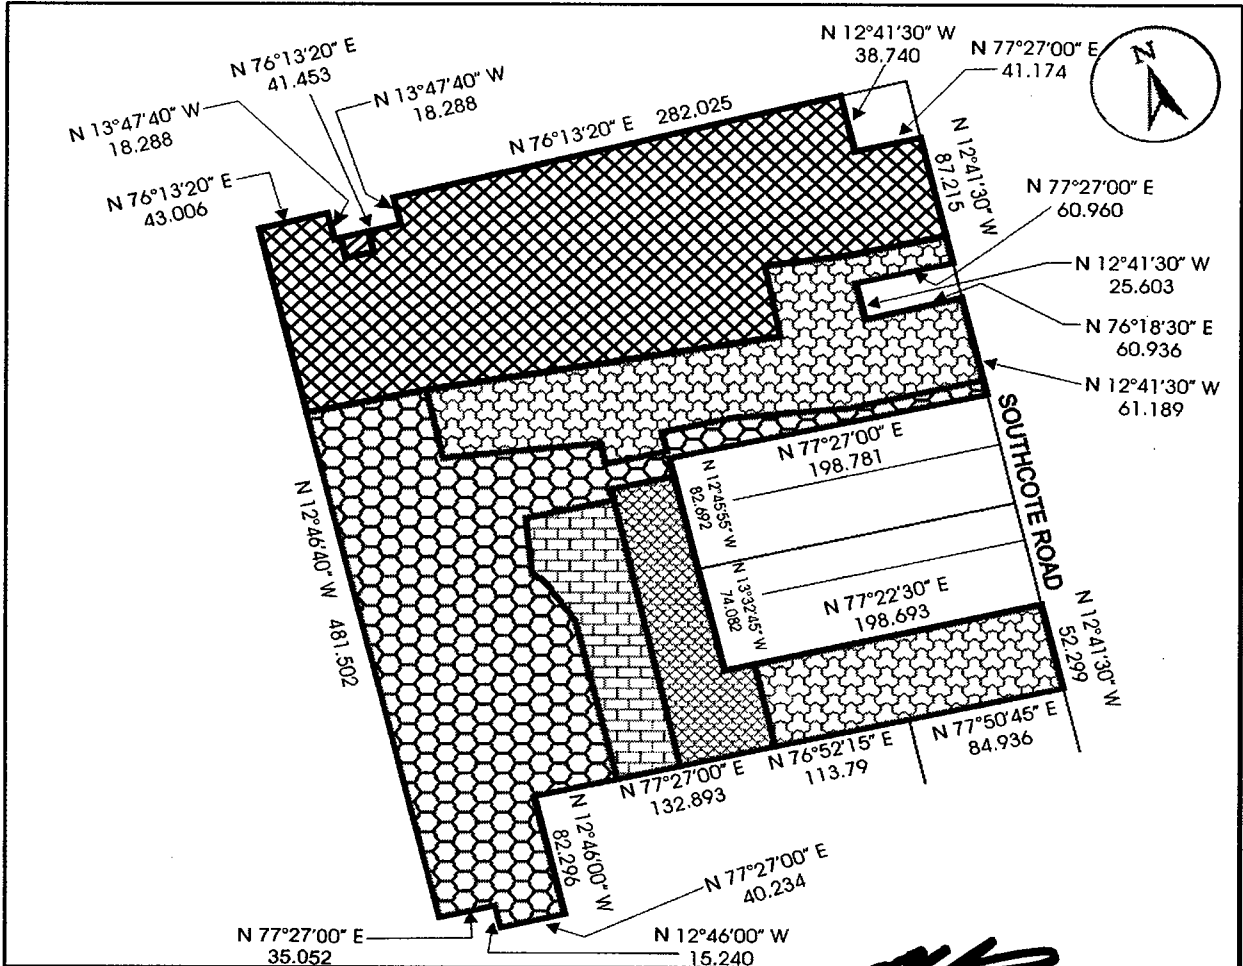 N 12°41'30" W
38.740
N 77°27'00" E
41.174
N
N 76°13'20" E
41.453
N 13°47'40" W
18.288
N 13°47'40" W
18.288
N 76°13'20" E 282.025
N 76°13'20" E
43.006
N 12°41'30" W
87.215
N 77°27'00" E
60.960
N 12°41'30" W
25.603
N 76°18'30" E
60.936
N 12°41'30" W
61.189
SOUTHCOTE ROAD
N 77°27'00" E
198.781
N 12°45'55" W
82.692
N 13°32'45" W
74.082
N 77°22'30" E
198.693
N 12°46'40" W 481.502
N 12°41'30" W
52.299
N 77°50'45" E
84.936
N 76°52'15" E
113.79
N 77°27'00" E
132.893
N 12°46'00" W
82.296
N 77°27'00" E
40.234
N 77°27'00" E
35.052
N 12°46'00" W
15.240